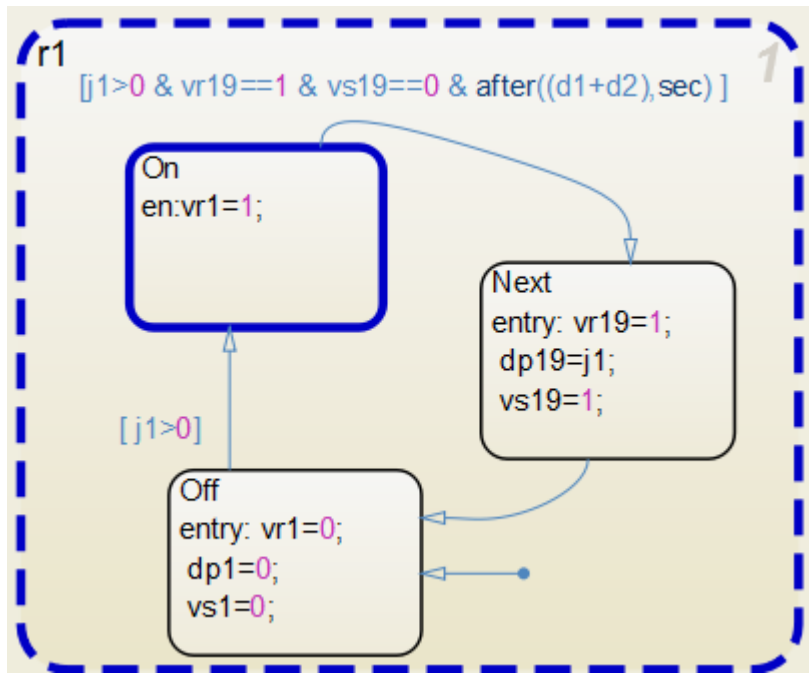 r1
1
[j1>0 & vr19==1 & vs19==0 & after((d1+d2),sec) ]
On
en:vr1=1;
Next
entry: vr19=1;
dp19=j1;
vs19=1;
[ j1>0]
Off
entry: vr1=0;
dp1=0;
vs1=0;